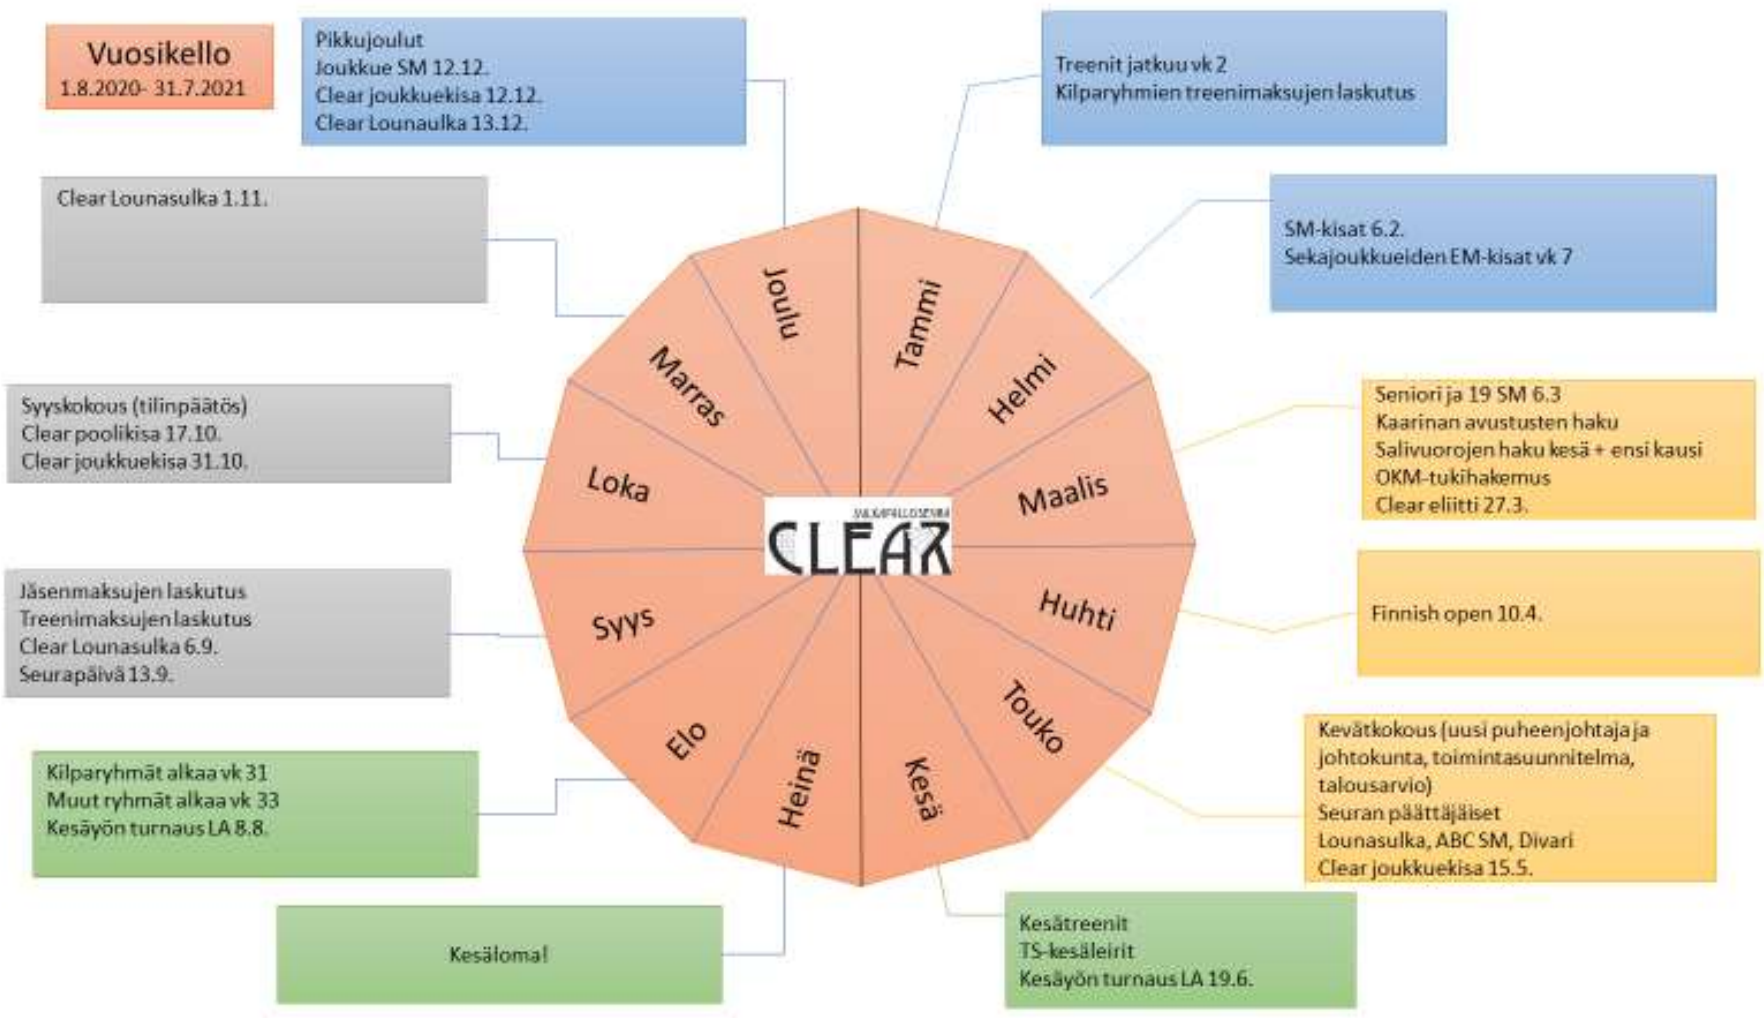 Vuosikello
1.8.2020- 31.7.2021
Pikkujoulut
Joukkue SM 12.12.
Clear joukkuekisa 12.12.
Clear Lounaulka 13.12.
Treenit jatkuu vk 2
Kilparyhmien treenimaksujen laskutus
Clear Lounasulka 1.11.
SM-kisat 6.2.
Sekajoukkueiden EM-kisat vk 7
Syyskokous (tilinpäätös)
Clear poolikisa 17.10.
Clear joukkuekisa 31.10.
Seniori ja 19 SM 6.3
Kaarinan avustusten haku
Salivuorojen haku kesä + ensi kausi
OKM-tukihakemus
Clear eliitti 27.3.
Jäsenmaksujen laskutus
Treenimaksujen laskutus
Clear Lounasulka 6.9.
Seurapäivä 13.9.
Finnish open 10.4.
Kilparyhmät alkaa vk 31
Muut ryhmät alkaa vk 33
Kesäyön turnaus LA 8.8.
Kevätkokous (uusi puheenjohtaja ja
johtokunta, toimintasuunnitelma,
talousarvio)
Seuran päättäjäiset
Lounasulka, ABC SM, Divari
Clear joukkuekisa 15.5.
Kesäloma!
Kesätreenit
TS-kesäleirit
Kesäyön turnaus LA 19.6.
Joulu
Tammi
Marras
Helmi
Loka
Maalis
SULKAPALLOSEURA
CLEAR
Syys
Huhti
Elo
Touko
Heinä
Kesä